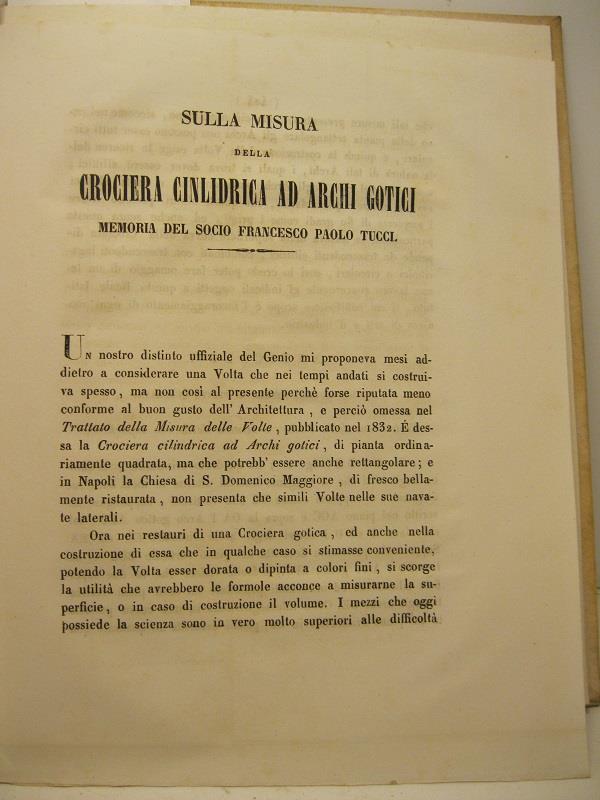 SULLA MISURA
DELLA
CROCIERA CINLIDRICA AD ARCHI GOTICI
MEMORIA DEL SOCIO FRANCESCO PAOLO TUCCI.
Un nostro distinto uffiziale del Genio mi proponeva mesi ad-
dietro a considerare una Volta che nei tempi andati si costrui-
va spesso, ma non così al presente perchè forse riputata meno
conforme al buon gusto dell' Architettura, e perciò omessa nel
Trattato della Misura delle Volte, pubblicato nel 1832. É des-
sa la Crociera cilindrica ad Archi gotici, di pianta ordina-
riamente quadrata, ma che potrebb' essere anche rettangolare; e
in Napoli la Chiesa di S. Domenico Maggiore, di fresco bella-
mente ristaurata, non presenta che simili Volte nelle sue nava-
te laterali.
Ora nei restauri di una Crociera gotica, ed anche nella
costruzione di essa che in qualche caso si stimasse conveniente,
potendo la Volta esser dorata o dipinta a colori fini, si scorge
la utilità che avrebbero le formole acconce a misurarne la su-
perficie, o in caso di costruzione il volume. I mezzi che oggi
possiede la scienza sono in vero molto superiori alle difficoltà